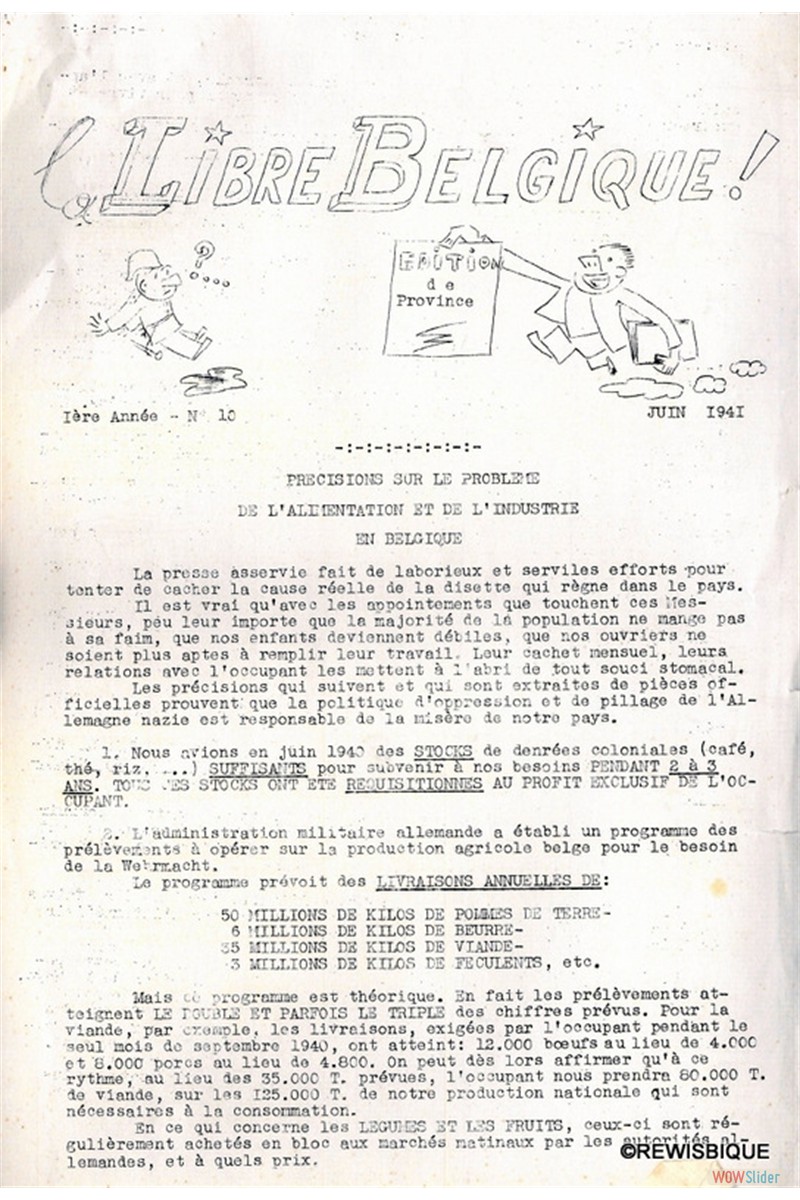 La Libre Belgique !
?
EDITION
de
Province
Ière Année - N° 10 JUIN 1941
-:-:-:-:-:-:-:-
PRECISIONS SUR LE PROBLEME
DE L'ALIMENTATION ET DE L'INDUSTRIE
EN BELGIQUE
La presse asservie fait de laborieux et serviles efforts pour
tenter de cacher la cause réelle de la disette qui règne dans le pays.
Il est vrai qu'avec les appointements que touchent ces Mes-
sieurs, peu leur importe que la majorité de la population ne mange pas
à sa faim, que nos enfants deviennent débiles, que nos ouvriers ne
soient plus aptes à remplir leur travail. Leur cachet mensuel, leurs
relations avec l'occupant les mettent à l'abri de tout souci stomacal.
Les précisions qui suivent et qui sont extraites de pièces of-
ficielles prouvent que la politique d'oppression et de pillage de l'Al-
lemagne nazie est responsable de la misère de notre pays.
1. Nous avions en juin 1940 des STOCKS de denrées coloniales (café,
thé, riz, ...) SUFFISANTS pour subvenir à nos besoins PENDANT 2 à 3
ANS. TOUS CES STOCKS ONT ETE REQUISITIONNES AU PROFIT EXCLUSIF DE L'OC-
CUPANT.
2. L'administration militaire allemande a établi un programme des
prélèvements à opérer sur la production agricole belge pour le besoin
de la Wehrmacht.
Le programme prévoit des LIVRAISONS ANNUELLES DE:
50 MILLIONS DE KILOS DE POMMES DE TERRE-
6 MILLIONS DE KILOS DE BEURRE-
35 MILLIONS DE KILOS DE VIANDE-
3 MILLIONS DE KILOS DE FECULENTS, etc.
Mais ce programme est théorique. En fait les prélèvements at-
teignent LE DOUBLE ET PARFOIS LE TRIPLE des chiffres prévus. Pour la
viande, par exemple, les livraisons, exigées par l'occupant pendant le
seul mois de septembre 1940, ont atteint: 12.000 bœufs au lieu de 4.000
et 8.000 porcs au lieu de 4.800. On peut dès lors affirmer qu'à ce
rythme, au lieu des 35.000 T. prévues, l'occupant nous prendra 80.000 T.
de viande, sur les 125.000 T. de notre production nationale qui sont
nécessaires à la consommation.
En ce qui concerne les LEGUMES ET LES FRUITS, ceux-ci sont ré-
gulièrement achetés en bloc aux marchés matinaux par les autorités al-
lemandes, et à quels prix.
©REWISBIQUE
WOWSlider